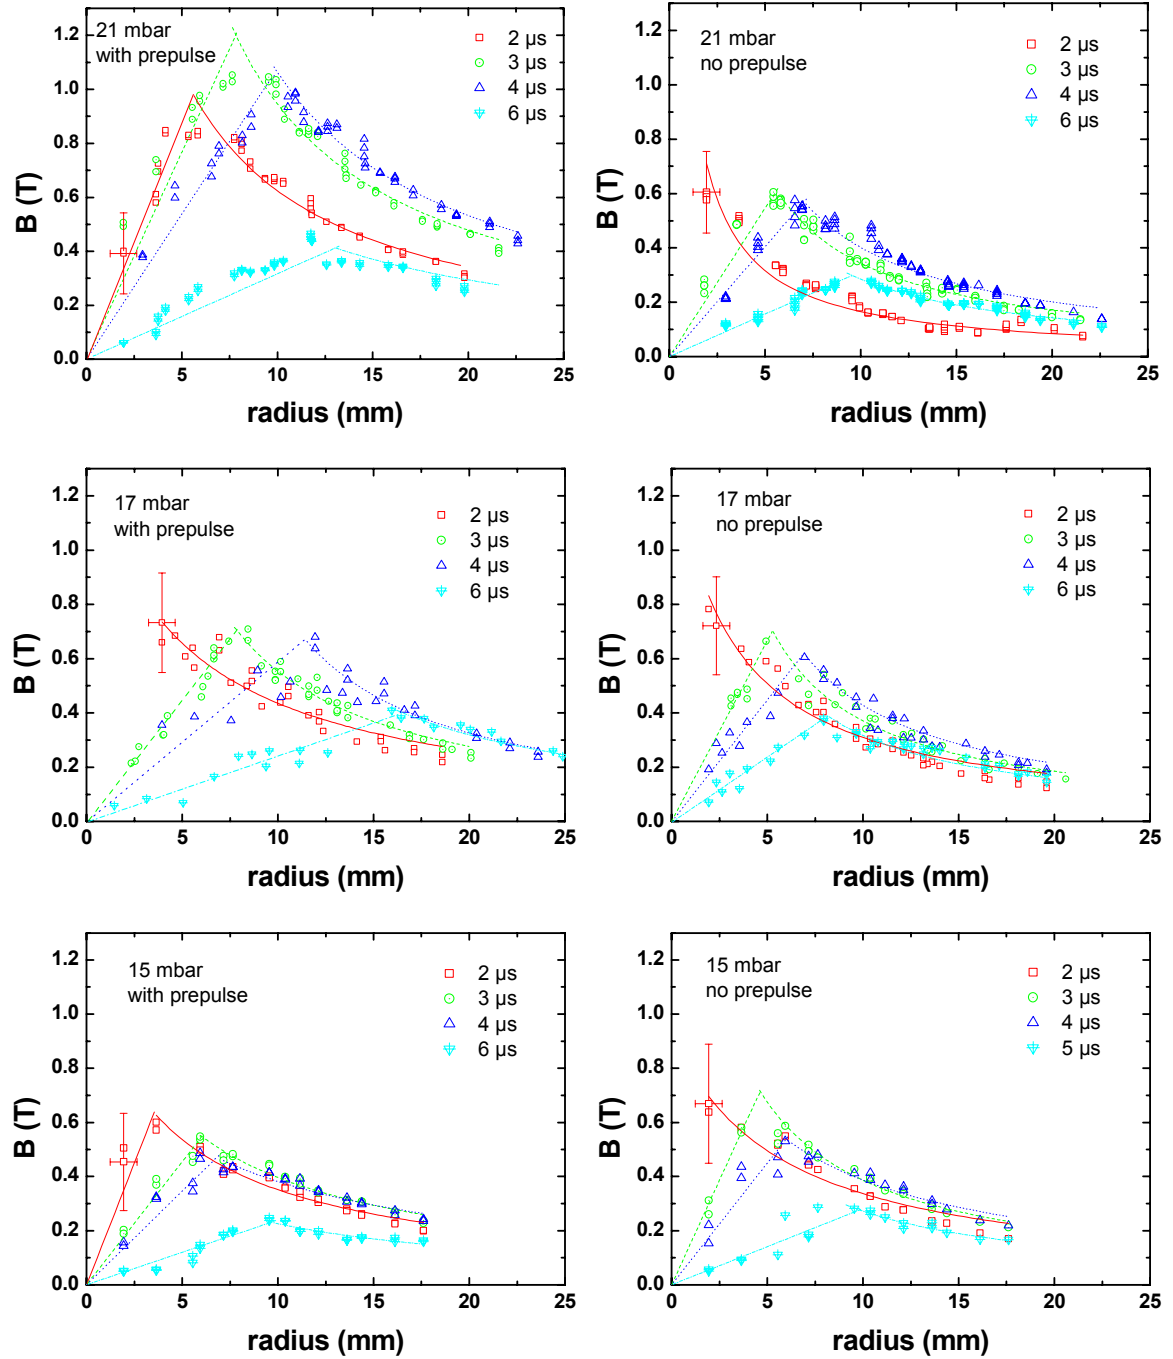 21 mbar
with prepulse
2 µs
3 µs
4 µs
6 µs
B (T)
1.2
1.0
0.8
0.6
0.4
0.2
0.0
0 5 10 15 20 25
radius (mm)
21 mbar
no prepulse
2 µs
3 µs
4 µs
6 µs
B (T)
1.2
1.0
0.8
0.6
0.4
0.2
0.0
0 5 10 15 20 25
radius (mm)
17 mbar
with prepulse
2 µs
3 µs
4 µs
6 µs
B (T)
1.2
1.0
0.8
0.6
0.4
0.2
0.0
0 5 10 15 20 25
radius (mm)
17 mbar
no prepulse
2 µs
3 µs
4 µs
6 µs
B (T)
1.2
1.0
0.8
0.6
0.4
0.2
0.0
0 5 10 15 20 25
radius (mm)
15 mbar
with prepulse
2 µs
3 µs
4 µs
6 µs
B (T)
1.2
1.0
0.8
0.6
0.4
0.2
0.0
0 5 10 15 20 25
radius (mm)
15 mbar
no prepulse
2 µs
3 µs
4 µs
5 µs
B (T)
1.2
1.0
0.8
0.6
0.4
0.2
0.0
0 5 10 15 20 25
radius (mm)